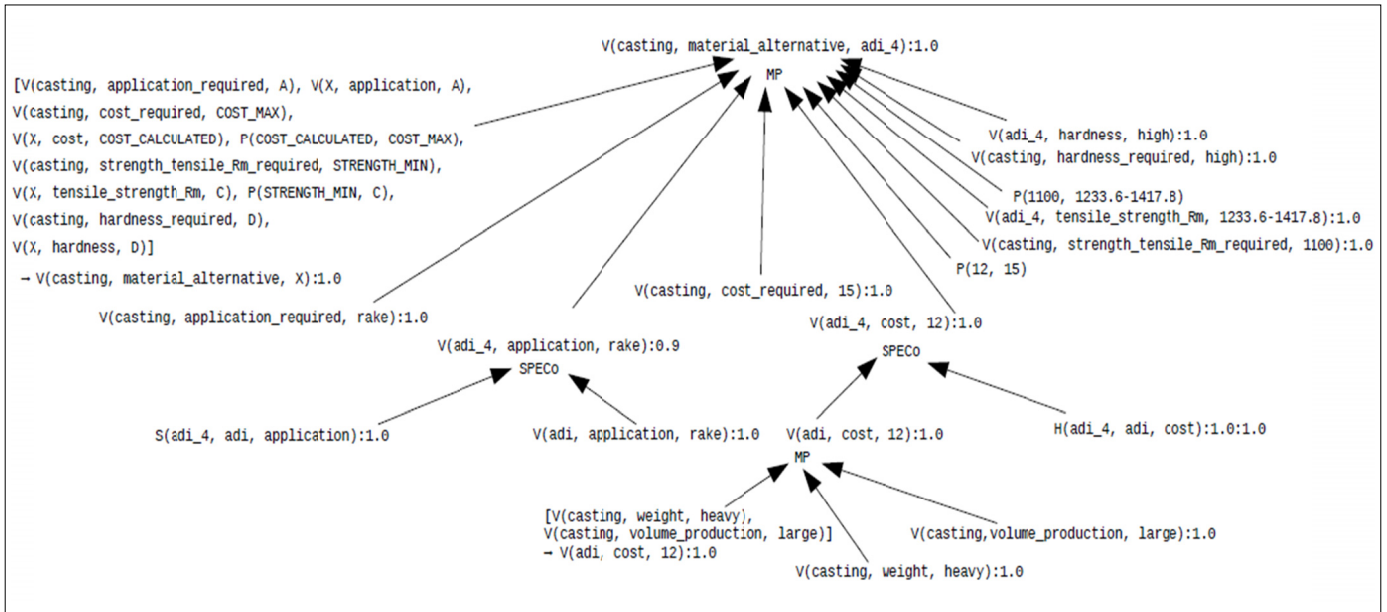 V(casting, material_alternative, adi_4):1.0
MP
[V(casting, application_required, A), V(X, application, A),
V(casting, cost_required, COST_MAX),
V(X, cost, COST_CALCULATED), P(COST_CALCULATED, COST_MAX),
V(casting, strength_tensile_Rm_required, STRENGTH_MIN),
V(X, tensile_strength_Rm, C), P(STRENGTH_MIN, C),
V(casting, hardness_required, D),
V(X, hardness, D)]
→ V(casting, material_alternative, X):1.0
V(adi_4, hardness, high):1.0
V(casting, hardness_required, high):1.0
P(1100, 1233.6-1417.8)
V(adi_4, tensile_strength_Rm, 1233.6-1417.8):1.0
V(casting, strength_tensile_Rm_required, 1100):1.0
P(12, 15)
V(casting, cost_required, 15):1.0
V(casting, application_required, rake):1.0
V(adi_4, cost, 12):1.0
V(adi_4, application, rake):0.9
SPECo
SPECo
S(adi_4, adi, application):1.0
V(adi, application, rake):1.0
V(adi, cost, 12):1.0
H(adi_4, adi, cost):1.0:1.0
MP
[V(casting, weight, heavy),
V(casting, volume_production, large)]
→ V(adi, cost, 12):1.0
V(casting,volume_production, large):1.0
V(casting, weight, heavy):1.0